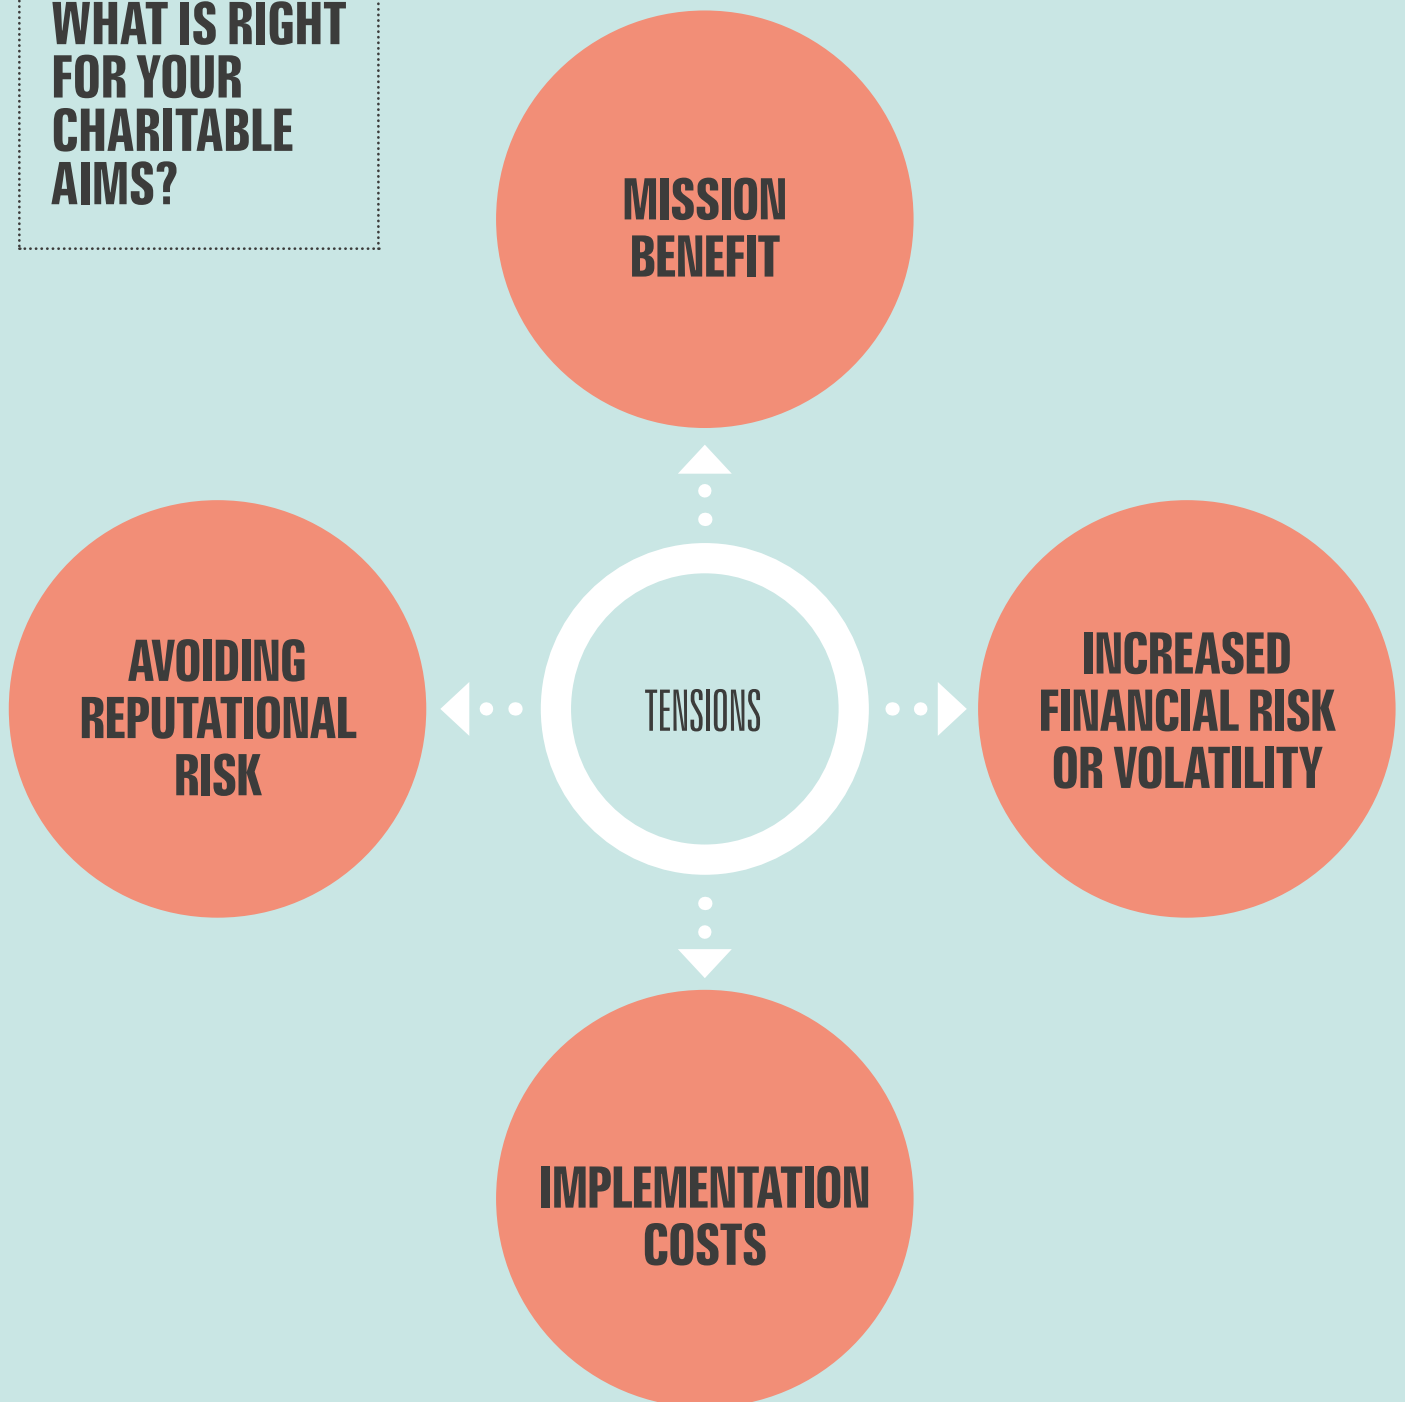 WHAT IS RIGHT
FOR YOUR
CHARITABLE
AIMS?
MISSION
BENEFIT
AVOIDING
REPUTATIONAL
RISK
TENSIONS
INCREASED
FINANCIAL RISK
OR VOLATILITY
IMPLEMENTATION
COSTS